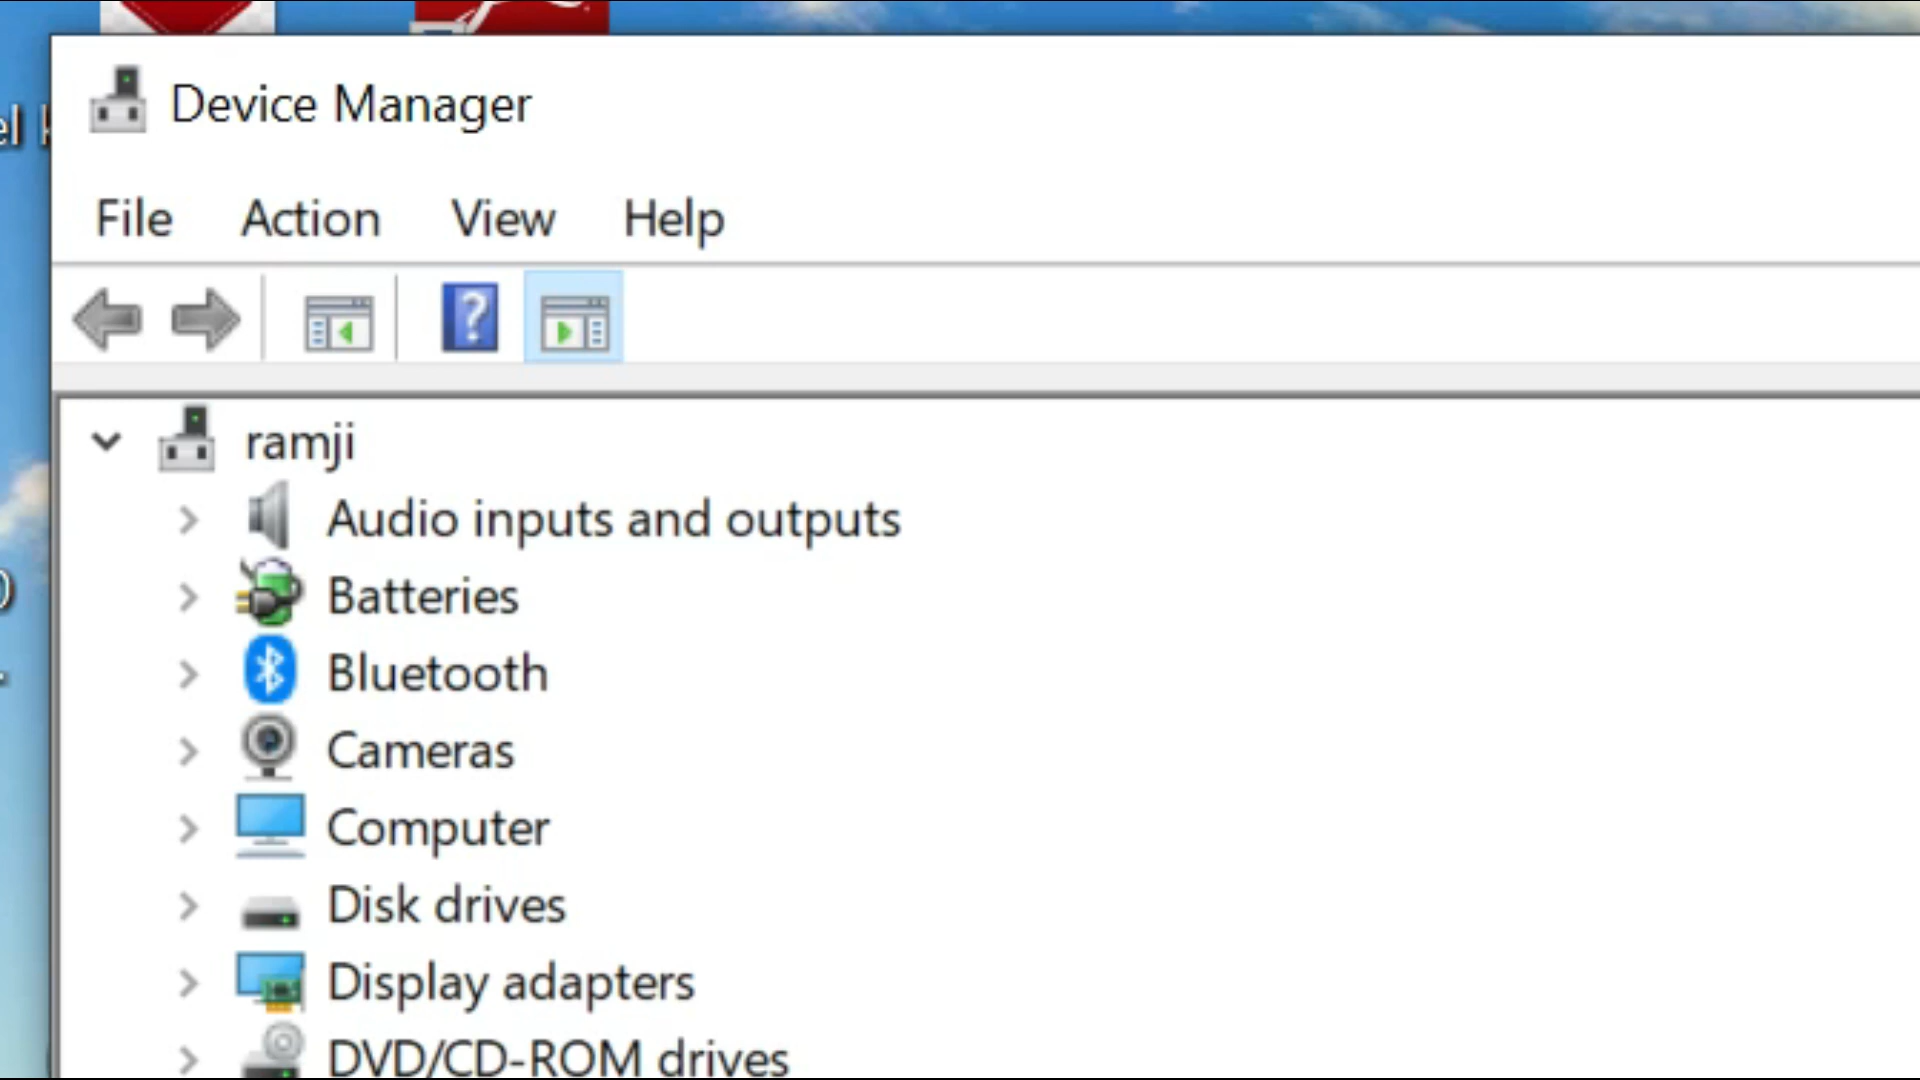 Device Manager
File Action View Help
ramji
Audio inputs and outputs
Batteries
Bluetooth
Cameras
Computer
Disk drives
Display adapters
DVD/CD-ROM drives